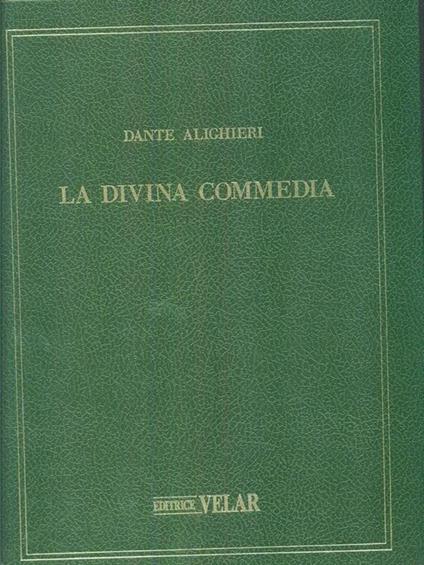 DANTE ALIGHIERI
LA DIVINA COMMEDIA
EDITRICE VELAR